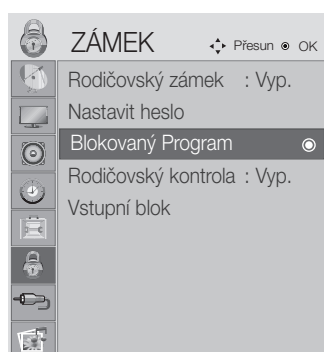 ZÁMEK Přesun OK
Rodičovský zámek : Vyp.
Nastavit heslo
Blokovaný Program
Rodičovský kontrola : Vyp.
Vstupní blok